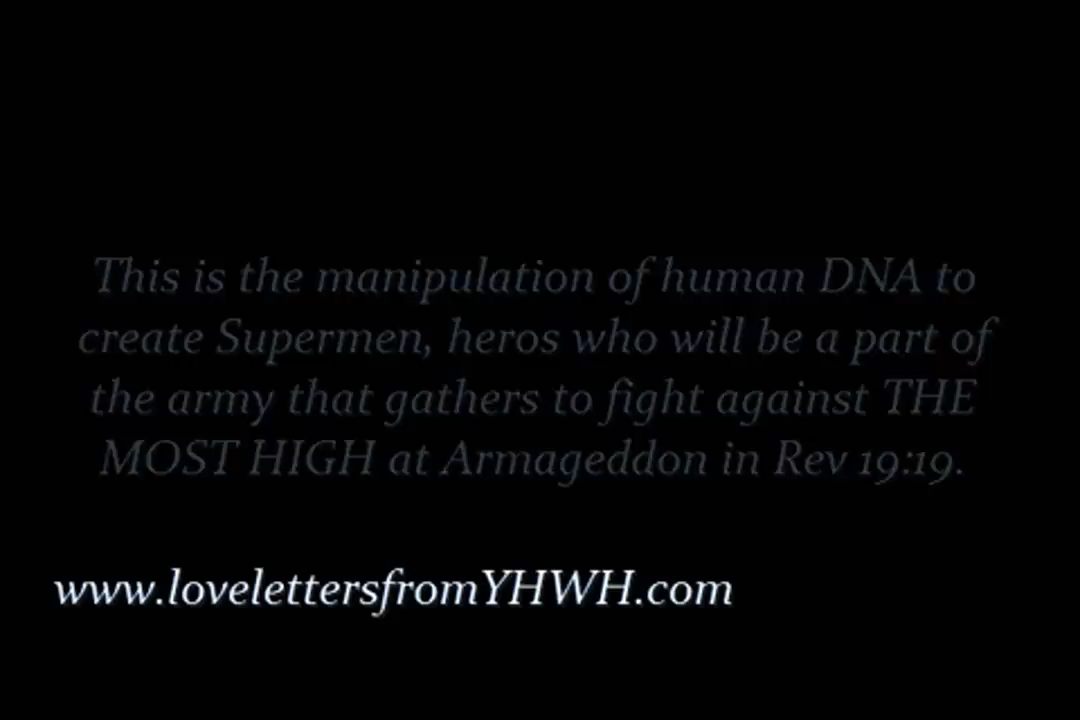 This is the manipulation of human DNA to
create Supermen, heros who will be a part of
the army that gathers to fight against THE
MOST HIGH at Armageddon in Rev 19:19.
www.lovelettersfromYHWH.com